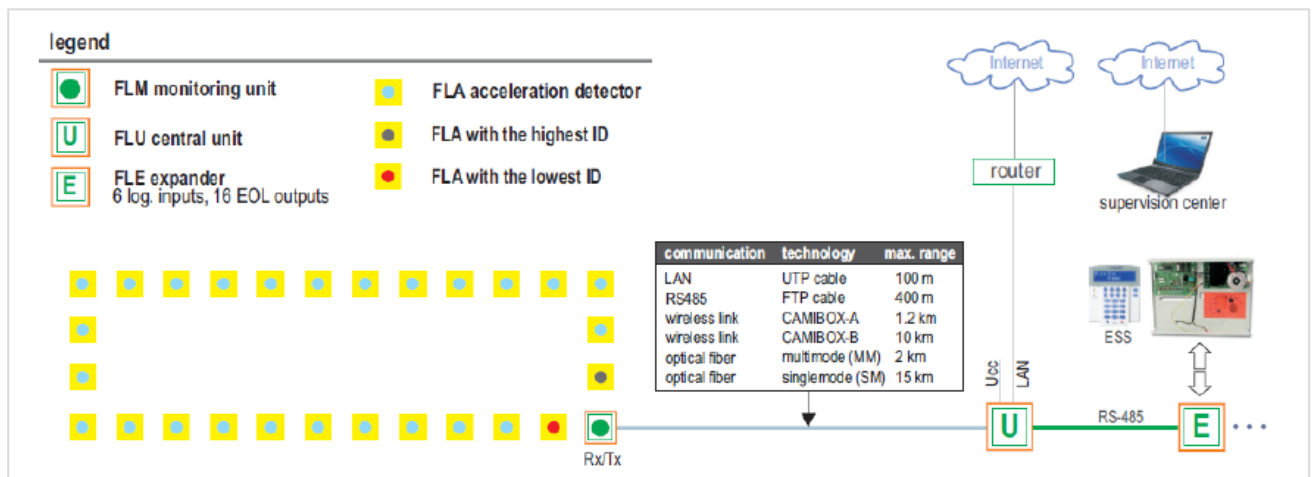 legend
FLM monitoring unit
U FLU central unit
E FLE expander
6 log. inputs, 16 EOL outputs
FLA acceleration detector
FLA with the highest ID
FLA with the lowest ID
Internet
Internet
router
supervision center
communication technology max. range
LAN UTP cable 100 m
RS485 FTP cable 400 m
wireless link CAMIBOX-A 1.2 km
wireless link CAMIBOX-B 10 km
optical fiber multimode (MM) 2 km
optical fiber singlemode (SM) 15 km
ESS
Ucc
LAN
Rx/Tx
U
RS-485
E